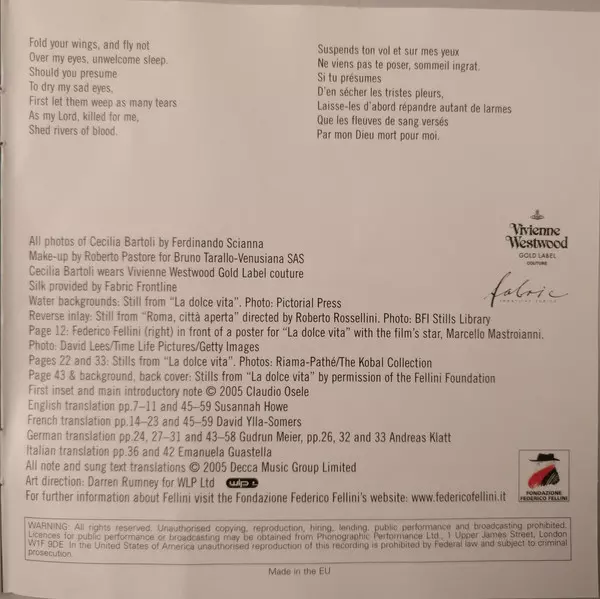 Fold your wings, and fly not
Over my eyes, unwelcome sleep.
Should you presume
To dry my sad eyes,
First let them weep as many tears
As my Lord, killed for me,
Shed rivers of blood.
Suspends ton vol et sur mes yeux
Ne viens pas te poser, sommeil ingrat.
Si tu présumes
D'en sécher les tristes pleurs,
Laisse-les d'abord répandre autant de larmes
Que les fleuves de sang versés
Par mon Dieu mort pour moi.
Vivienne
Westwood
GOLD LABEL
COUTURE
fabric
All photos of Cecilia Bartoli by Ferdinando Scianna
Make-up by Roberto Pastore for Bruno Tarallo-Venusiana SAS
Cecilia Bartoli wears Vivienne Westwood Gold Label couture
Silk provided by Fabric Frontline
Water backgrounds: Still from “La dolce vita”. Photo: Pictorial Press
Reverse inlay: Still from “Roma, città aperta” directed by Roberto Rossellini. Photo: BFI Stills Library
Page 12: Federico Fellini (right) in front of a poster for “La dolce vita” with the film's star, Marcello Mastroianni.
Photo: David Lees/Time Life Pictures/Getty Images
Pages 22 and 33: Stills from “La dolce vita”. Photos: Riama-Pathé/The Kobal Collection
Page 43 & background, back cover: Stills from “La dolce vita” by permission of the Fellini Foundation
First inset and main introductory note © 2005 Claudio Osele
English translation pp.7–11 and 45–59 Susannah Howe
French translation pp.14–23 and 45–59 David Ylla-Somers
German translation pp.24, 27–31 and 43–58 Gudrun Meier, pp.26, 32 and 33 Andreas Klatt
Italian translation pp.36 and 42 Emanuela Guastella
All note and sung text translations © 2005 Decca Music Group Limited
Art direction: Darren Rumney for WLP Ltd wlp
For further information about Fellini visit the Fondazione Federico Fellini's website: www.federicofellini.it
FONDAZIONE
FEDERICO FELLINI
WARNING: All rights reserved. Unauthorised copying, reproduction, hiring, lending, public performance and broadcasting prohibited.
Licences for public performance or broadcasting may be obtained from Phonographic Performance Ltd., 1 Upper James Street, London
W1F 9DE. In the United States of America unauthorised reproduction of this recording is prohibited by Federal law and subject to criminal
prosecution.
Made in the EU